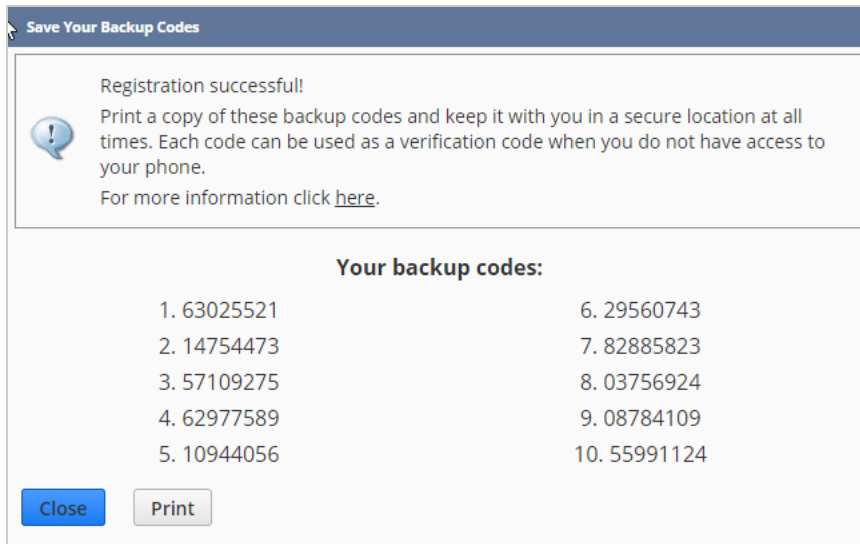 Save Your Backup Codes
Registration successful!
Print a copy of these backup codes and keep it with you in a secure location at all
times. Each code can be used as a verification code when you do not have access to
your phone.
For more information click here.
Your backup codes:
1. 63025521
2. 14754473
3. 57109275
4. 62977589
5. 10944056
6. 29560743
7. 82885823
8. 03756924
9. 08784109
10. 55991124
Close
Print